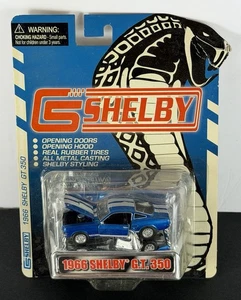 WARNING:
CHOKING HAZARD - Small parts.
Not for children under 3 years.
SHELBY
• OPENING DOORS
• OPENING HOOD
• REAL RUBBER TIRES
• ALL METAL CASTING
• SHELBY STYLING
SHELBY 1966 SHELBY GT 350
1966 SHELBY G.T. 350